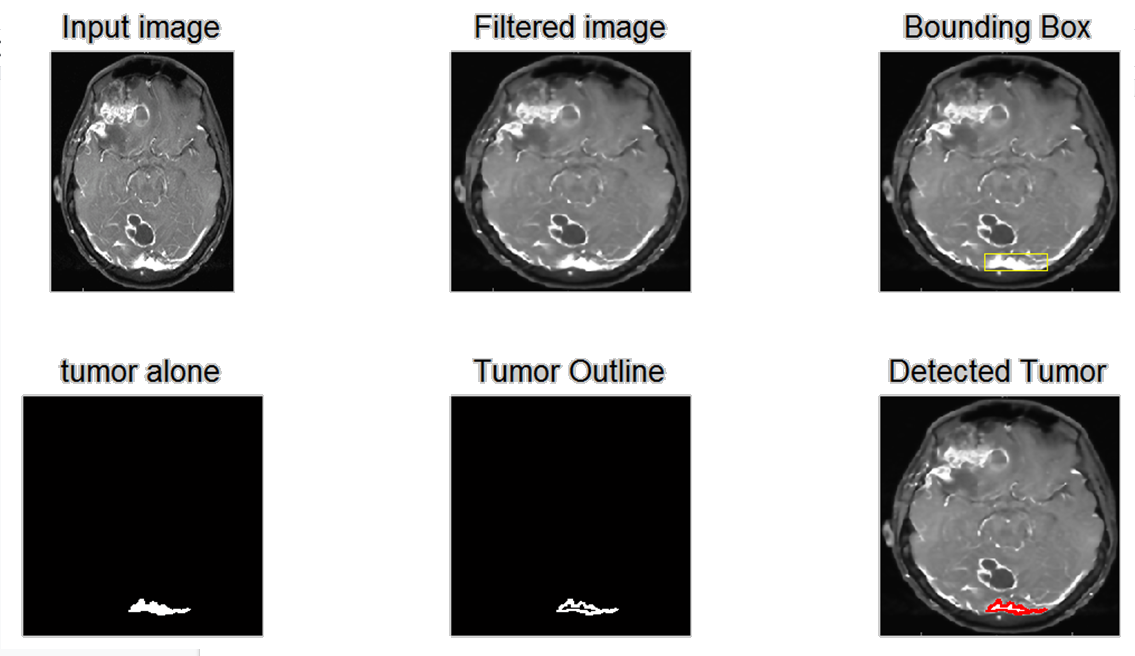 Input image
Filtered image
Bounding Box
tumor alone
Tumor Outline
Detected Tumor